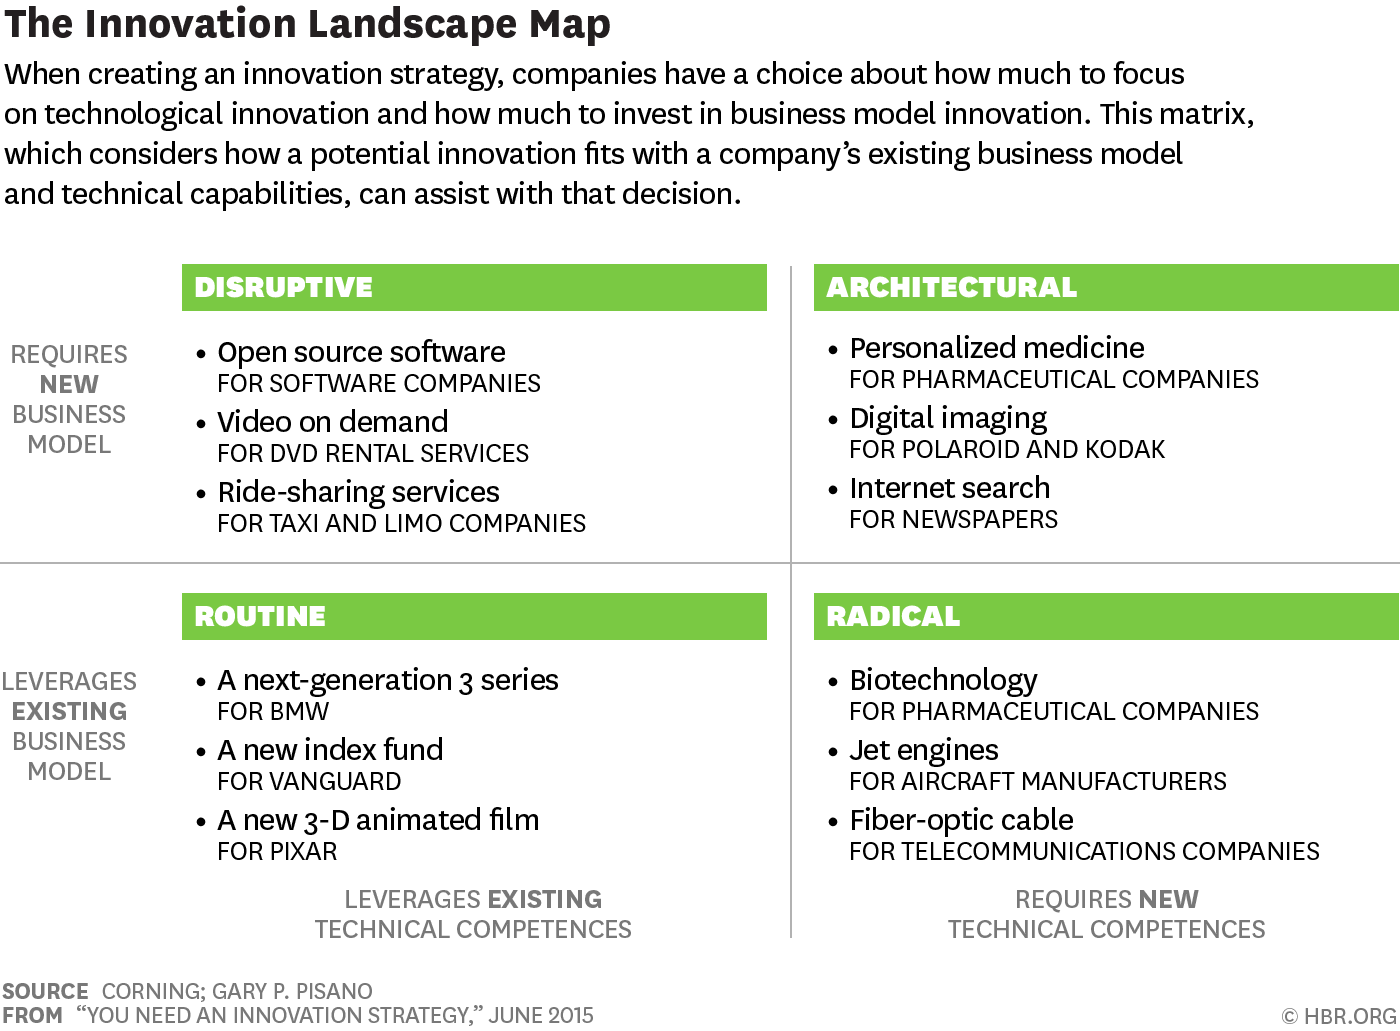 The Innovation Landscape Map
When creating an innovation strategy, companies have a choice about how much to focus
on technological innovation and how much to invest in business model innovation. This matrix,
which considers how a potential innovation fits with a company’s existing business model
and technical capabilities, can assist with that decision.
REQUIRES
NEW
BUSINESS
MODEL
DISRUPTIVE
• Open source software
FOR SOFTWARE COMPANIES
• Video on demand
FOR DVD RENTAL SERVICES
• Ride-sharing services
FOR TAXI AND LIMO COMPANIES
ARCHITECTURAL
• Personalized medicine
FOR PHARMACEUTICAL COMPANIES
• Digital imaging
FOR POLAROID AND KODAK
• Internet search
FOR NEWSPAPERS
LEVERAGES
EXISTING
BUSINESS
MODEL
ROUTINE
• A next-generation 3 series
FOR BMW
• A new index fund
FOR VANGUARD
• A new 3-D animated film
FOR PIXAR
RADICAL
• Biotechnology
FOR PHARMACEUTICAL COMPANIES
• Jet engines
FOR AIRCRAFT MANUFACTURERS
• Fiber-optic cable
FOR TELECOMMUNICATIONS COMPANIES
LEVERAGES EXISTING
TECHNICAL COMPETENCES
REQUIRES NEW
TECHNICAL COMPETENCES
SOURCE CORNING; GARY P. PISANO
FROM “YOU NEED AN INNOVATION STRATEGY,” JUNE 2015
© HBR.ORG